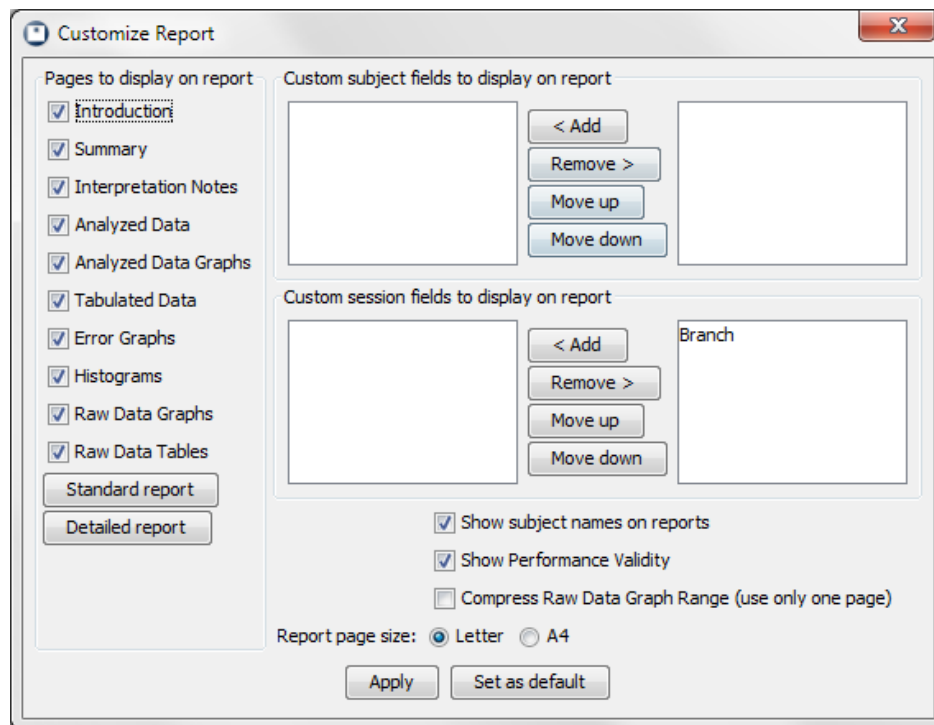 Customize Report
Pages to display on report
Introduction
Summary
Interpretation Notes
Analyzed Data
Analyzed Data Graphs
Tabulated Data
Error Graphs
Histograms
Raw Data Graphs
Raw Data Tables
Standard report
Detailed report
Custom subject fields to display on report
< Add
Remove >
Move up
Move down
Custom session fields to display on report
< Add
Remove >
Move up
Move down
Branch
Show subject names on reports
Show Performance Validity
Compress Raw Data Graph Range (use only one page)
Report page size: Letter A4
Apply Set as default